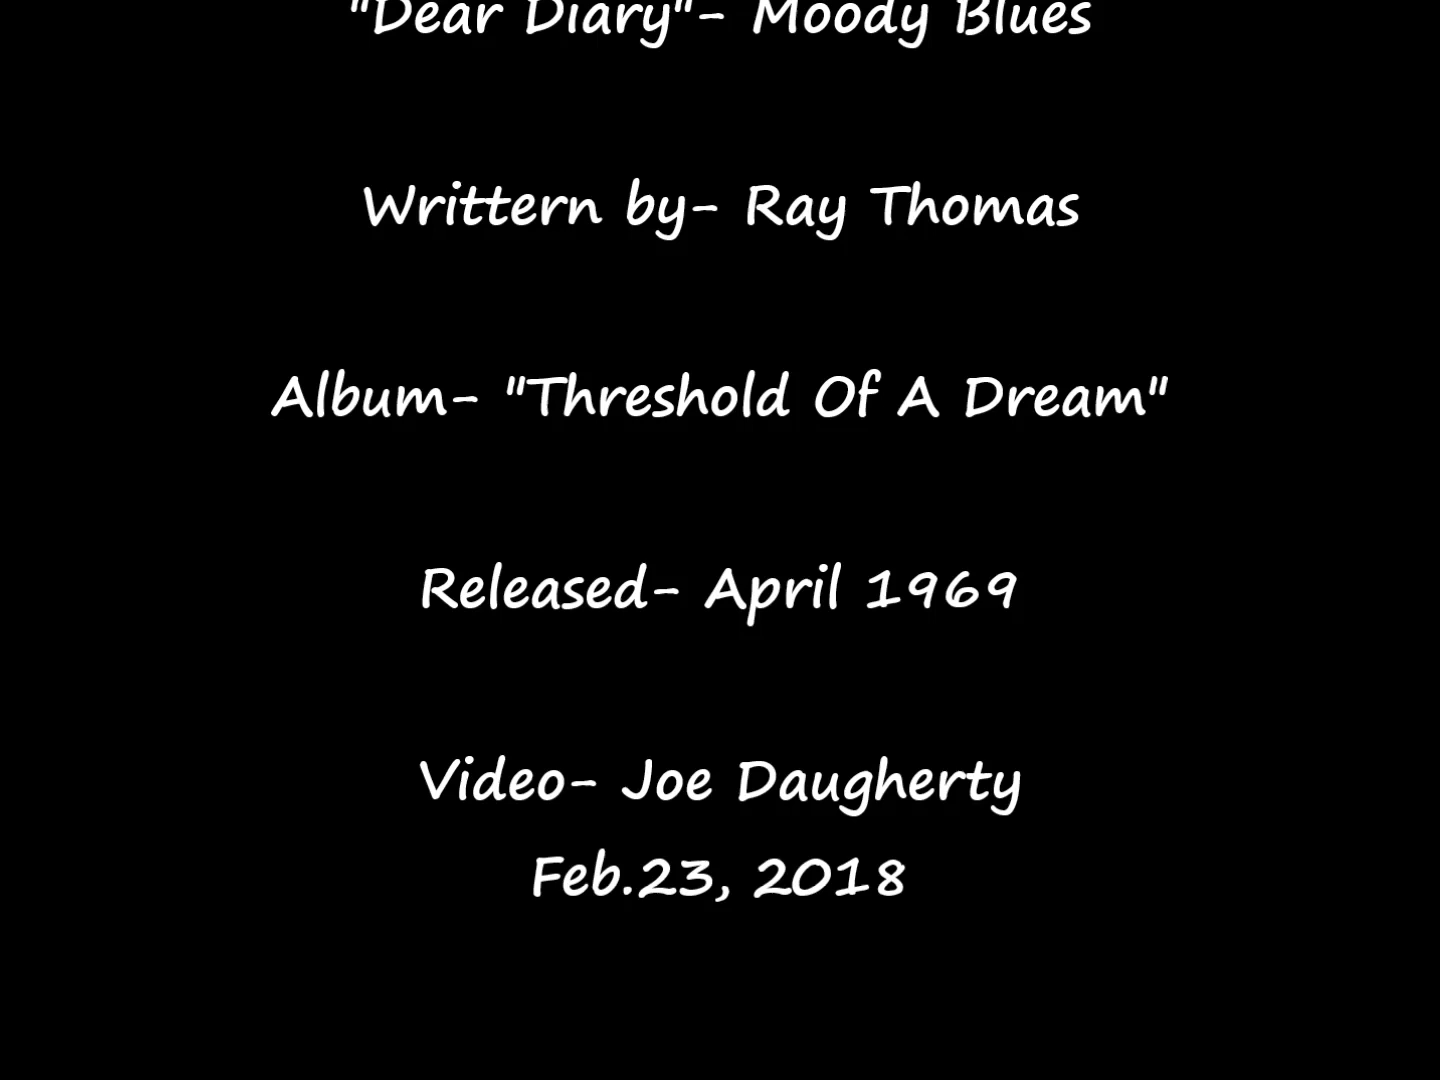 "Dear Diary"- Moody Blues
Writtern by- Ray Thomas
Album- "Threshold Of A Dream"
Released- April 1969
Video- Joe Daugherty
Feb.23, 2018